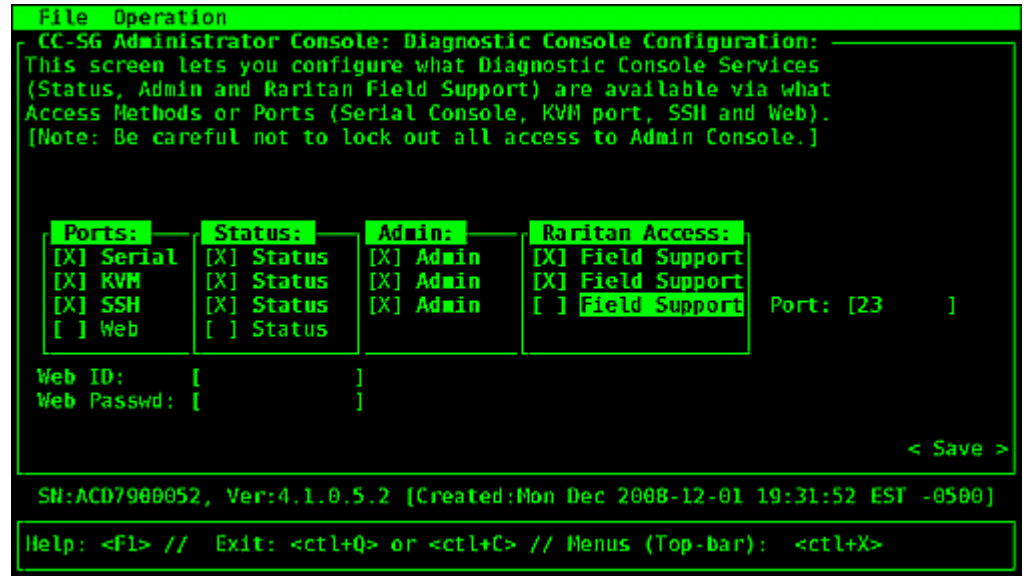 File Operation
CC-SG Administrator Console: Diagnostic Console Configuration:
This screen lets you configure what Diagnostic Console Services
(Status, Admin and Raritan Field Support) are available via what
Access Methods or Ports (Serial Console, KVM port, SSH and Web).
[Note: Be careful not to lock out all access to Admin Console.]
Ports: Status: Admin: Raritan Access:
[X] Serial [X] Status [X] Admin [X] Field Support
[X] KVM [X] Status [X] Admin [X] Field Support
[X] SSH [X] Status [X] Admin [ ] Field Support Port: [23 ]
[ ] Web [ ] Status
Web ID: [ ]
Web Passwd: [ ]
< Save >
SN:ACD7900052, Ver:4.1.0.5.2 [Created:Mon Dec 2008-12-01 19:31:52 EST -0500]
Help: <F1> // Exit: <ctl+Q> or <ctl+C> // Menus (Top-bar): <ctl+X>